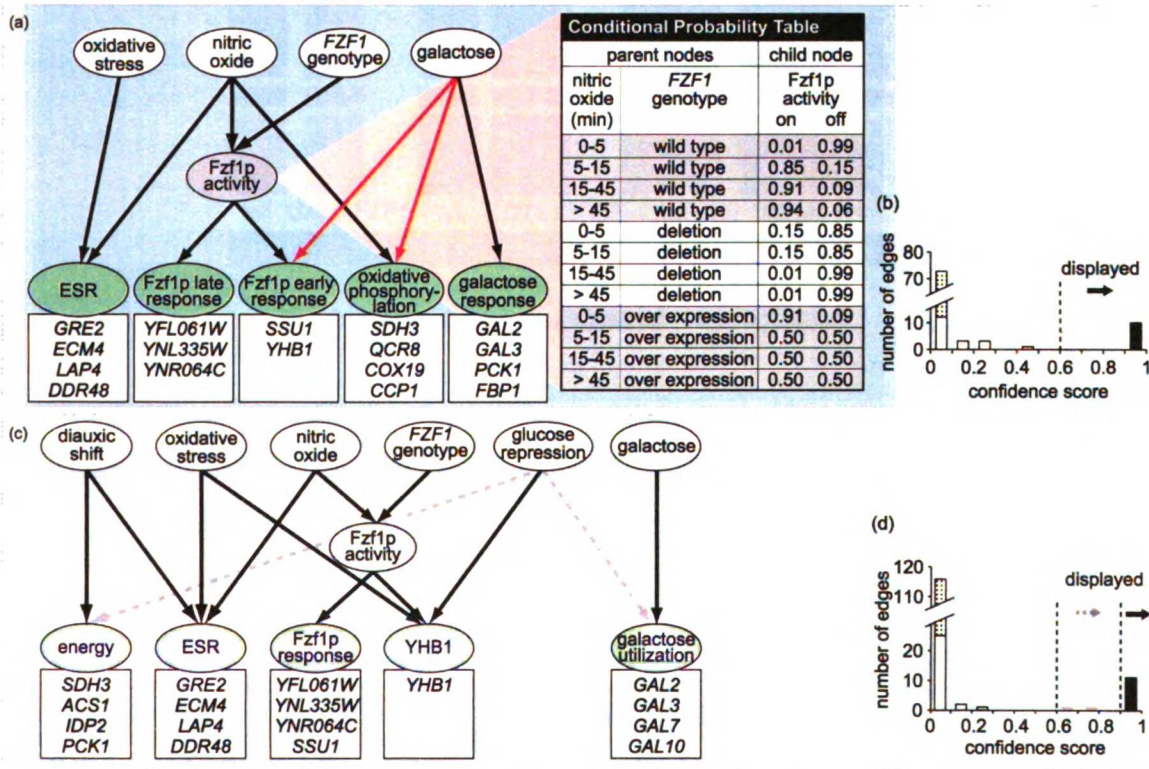 (a)
oxidative stress
nitric oxide
FZF1 genotype
galactose
Fzf1p activity
ESR
Fzf1p late response
Fzf1p early response
oxidative phosphory-lation
galactose response
GRE2
ECM4
LAP4
DDR48
YFL061W
YNL335W
YNR064C
SSU1
YHB1
SDH3
QCR8
COX19
CCP1
GAL2
GAL3
PCK1
FBP1
Conditional Probability Table
parent nodes child node
nitric oxide (min) FZF1 genotype Fzf1p activity on off
0-5 wild type 0.01 0.99
5-15 wild type 0.85 0.15
15-45 wild type 0.91 0.09
> 45 wild type 0.94 0.06
0-5 deletion 0.15 0.85
5-15 deletion 0.15 0.85
15-45 deletion 0.01 0.99
> 45 deletion 0.01 0.99
0-5 over expression 0.91 0.09
5-15 over expression 0.50 0.50
15-45 over expression 0.50 0.50
> 45 over expression 0.50 0.50
(b)
number of edges
80
70
10
0
displayed
0 0.2 0.4 0.6 0.8 1
confidence score
(c)
diauxic shift
oxidative stress
nitric oxide
FZF1 genotype
glucose repression
galactose
Fzf1p activity
energy
ESR
Fzf1p response
YHB1
galactose utilization
SDH3
ACS1
IDP2
PCK1
GRE2
ECM4
LAP4
DDR48
YFL061W
YNL335W
YNR064C
SSU1
YHB1
GAL2
GAL3
GAL7
GAL10
(d)
number of edges
120
110
20
10
0
displayed
0 0.2 0.4 0.6 0.8 1
confidence score